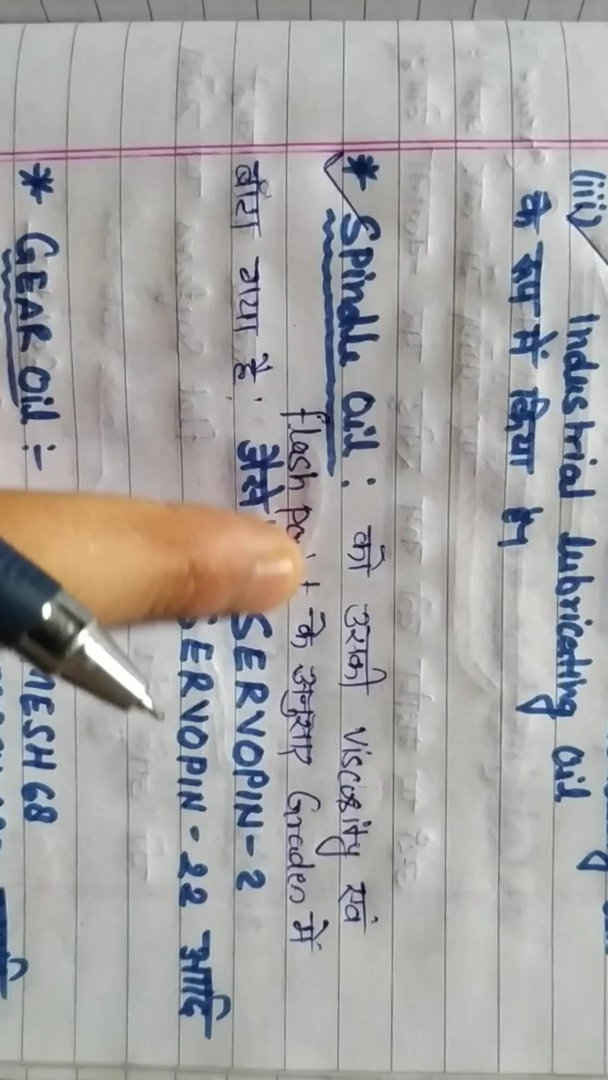 (iii) Industrial lubricating oil
के रूप में किया है।
* Spindle Oil : को उसकी viscosity एवं
flash के अनुसार Grades में
बाँटा गया है। जैसे SERVOPIN-2
SERVOPIN-22 आदि
* GEAR Oil :- MESH 68